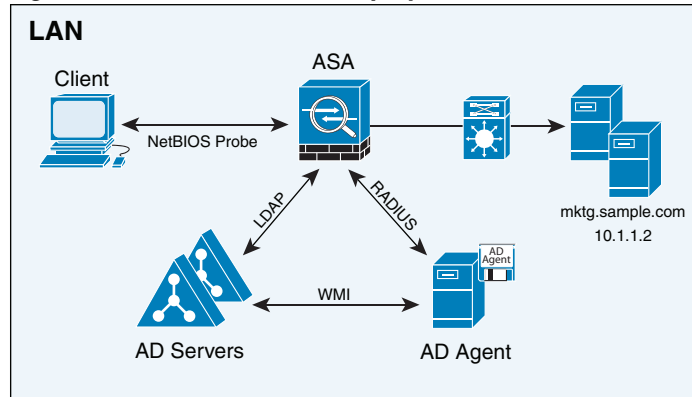 LAN
Client
ASA
NetBIOS Probe
mktg.sample.com
10.1.1.2
LDAP
RADIUS
AD
Agent
WMI
AD Servers
AD Agent